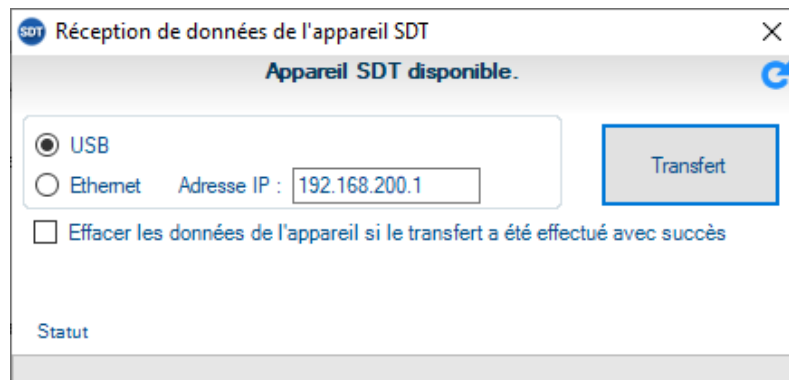 SDT Réception de données de l'appareil SDT
Appareil SDT disponible.
USB
Transfert
Ethernet Adresse IP : 192.168.200.1
Effacer les données de l'appareil si le transfert a été effectué avec succès
Statut